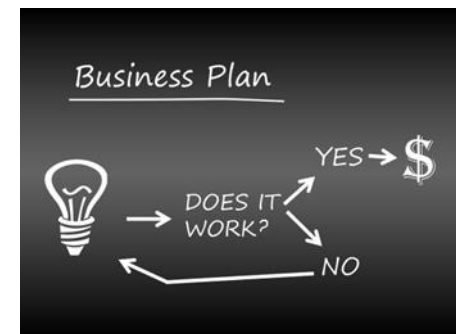 Business Plan
YES
$
DOES IT
WORK?
NO